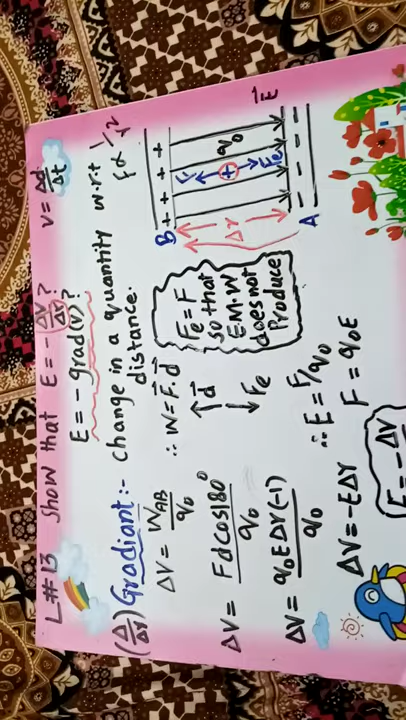 L#13 Show that E = -ΔV/Δr? v = Δd/Δt
E = -grad(V)?
(Δ/Δr) Gradiant:- change in a quantity w.r.t
distance.
F α 1/r²
ΔV = W_AB/q₀ ∴ W = F⃗.d⃗
ΔV = Fdcos180°/q₀
d⃗
Fe
ΔV = q₀EΔr(-1)/q₀ ∴ E = F/q₀
F = q₀E
ΔV = -EΔr
E = -ΔV
Fe = F
so that
E.M.W
does not
Produce
B + + + + +
F + Fe
q₀
Δr
E⃗
A